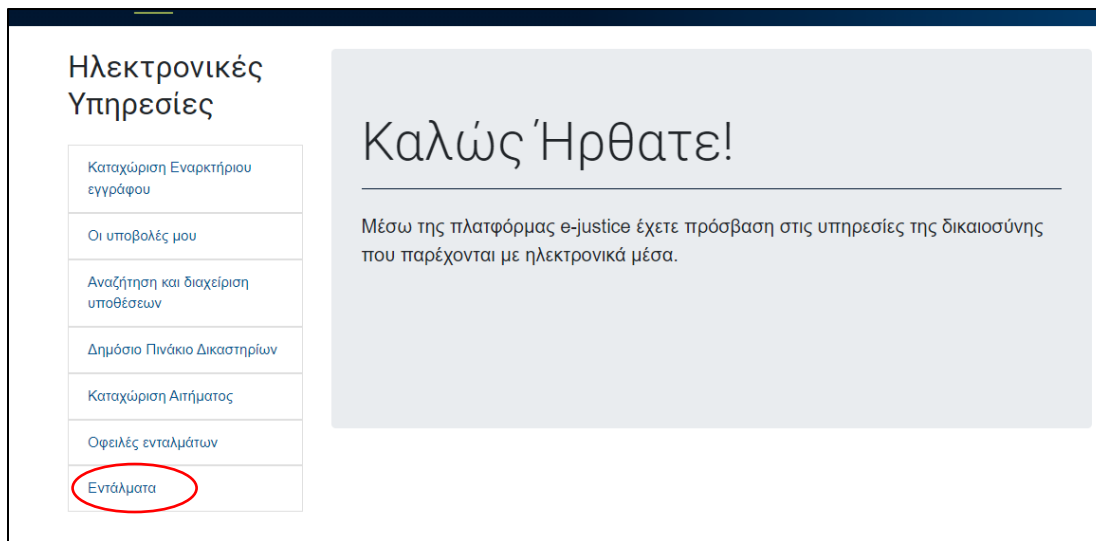 Ηλεκτρονικές
Υπηρεσίες
Καταχώριση Εναρκτήριου
εγγράφου
Οι υποβολές μου
Αναζήτηση και διαχείριση
υποθέσεων
Δημόσιο Πινάκιο Δικαστηρίων
Καταχώριση Αιτήματος
Οφειλές ενταλμάτων
Εντάλματα
Καλώς Ήρθατε!
Μέσω της πλατφόρμας e-justice έχετε πρόσβαση στις υπηρεσίες της δικαιοσύνης
που παρέχονται με ηλεκτρονικά μέσα.